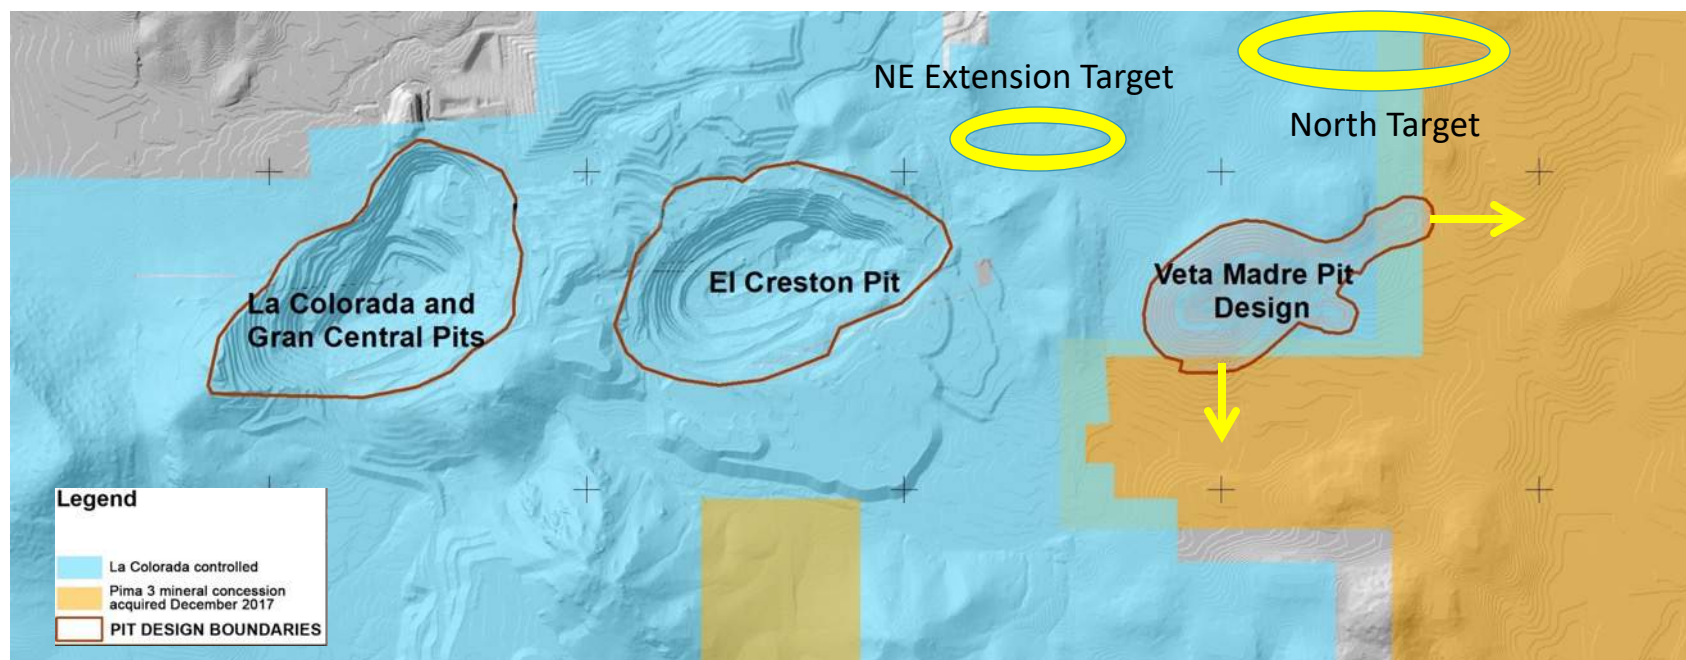 NE Extension Target
North Target
La Colorada and
Gran Central Pits
El Creston Pit
Veta Madre Pit
Design
Legend
La Colorada controlled
Pima 3 mineral concession
acquired December 2017
PIT DESIGN BOUNDARIES